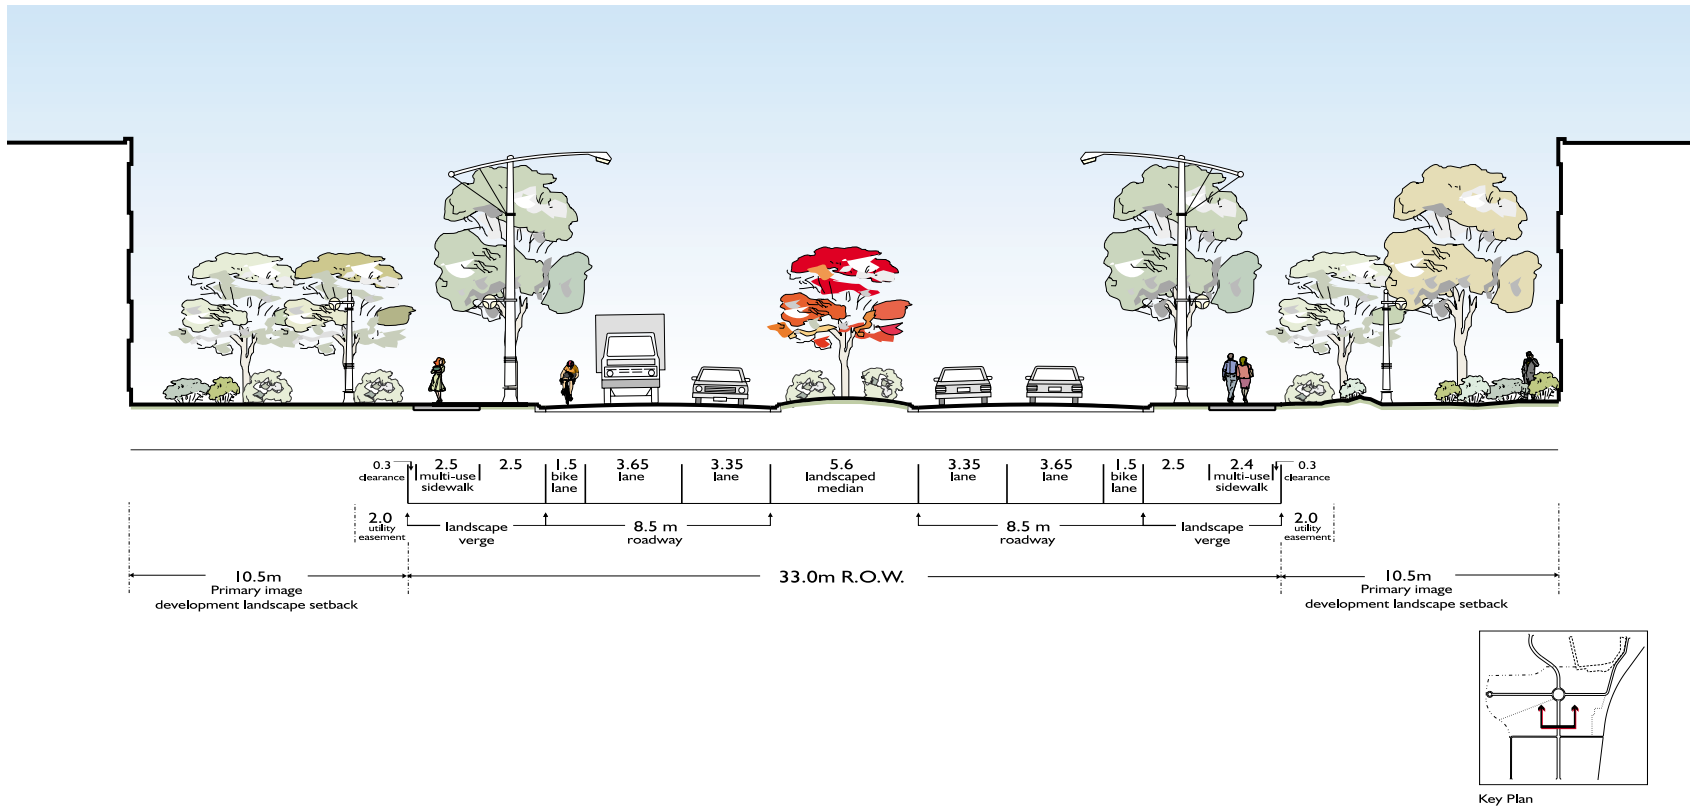 0.3
clearance
2.5
multi-use
sidewalk
2.5
1.5
bike
lane
3.65
lane
3.35
lane
5.6
landscaped
median
3.35
lane
3.65
lane
1.5
bike
lane
2.5
2.4
multi-use
sidewalk
0.3
clearance
2.0
utility
easement
landscape
verge
8.5 m
roadway
8.5 m
roadway
landscape
verge
2.0
utility
easement
10.5m
Primary image
development landscape setback
33.0m R.O.W.
10.5m
Primary image
development landscape setback
Key Plan